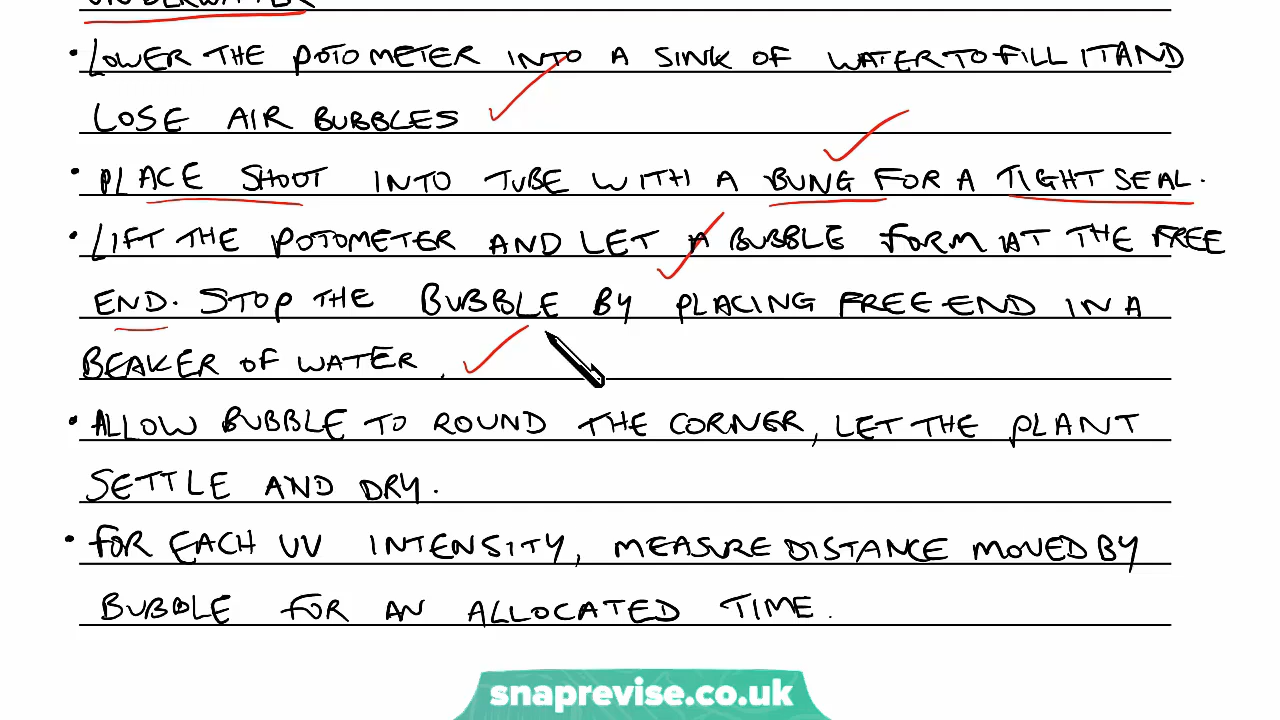 UNDERWATER
• LOWER THE POTOMETER INTO A SINK OF WATER TO FILL IT AND
LOSE AIR BUBBLES
• PLACE SHOOT INTO TUBE WITH A BUNG FOR A TIGHT SEAL.
• LIFT THE POTOMETER AND LET A BUBBLE FORM AT THE FREE
END. STOP THE BUBBLE BY PLACING FREE END IN A
BEAKER OF WATER.
• ALLOW BUBBLE TO ROUND THE CORNER, LET THE PLANT
SETTLE AND DRY.
• FOR EACH UV INTENSITY, MEASURE DISTANCE MOVED BY
BUBBLE FOR AN ALLOCATED TIME.
snaprevise.co.uk